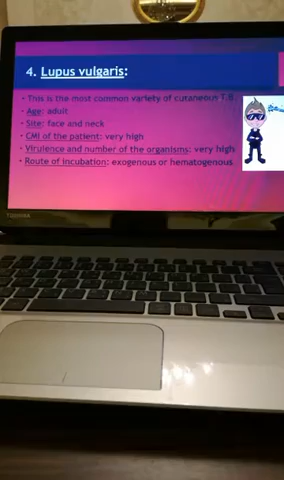 4. Lupus vulgaris:
• This is the most common variety of cutaneous T.B.
• Age: adult
• Site: face and neck
• CMI of the patient: very high
• Virulence and number of the organisms: very high
• Route of incubation: exogenous or hematogenous
TOSHIBA